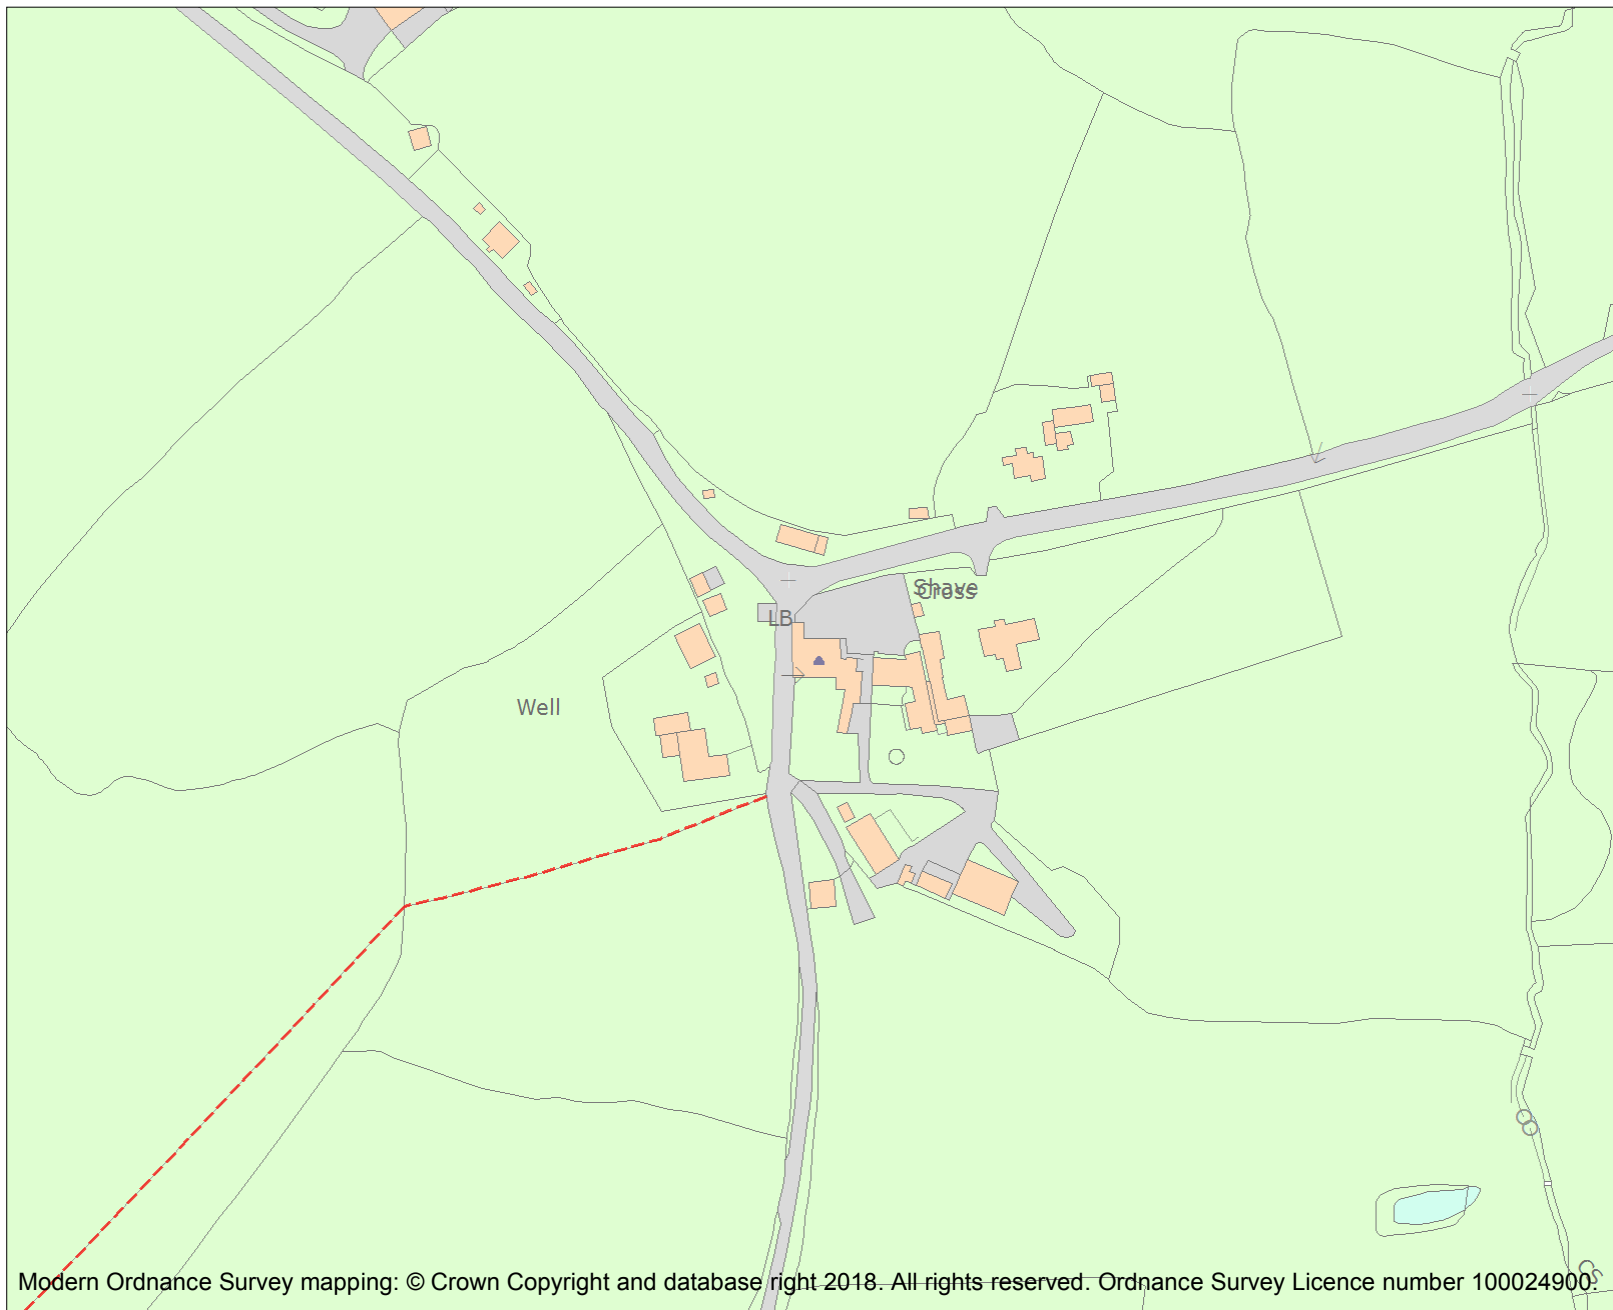 Shave
Cross
LB
Well
CS
Modern Ordnance Survey mapping: © Crown Copyright and database right 2018. All rights reserved. Ordnance Survey Licence number 100024900.